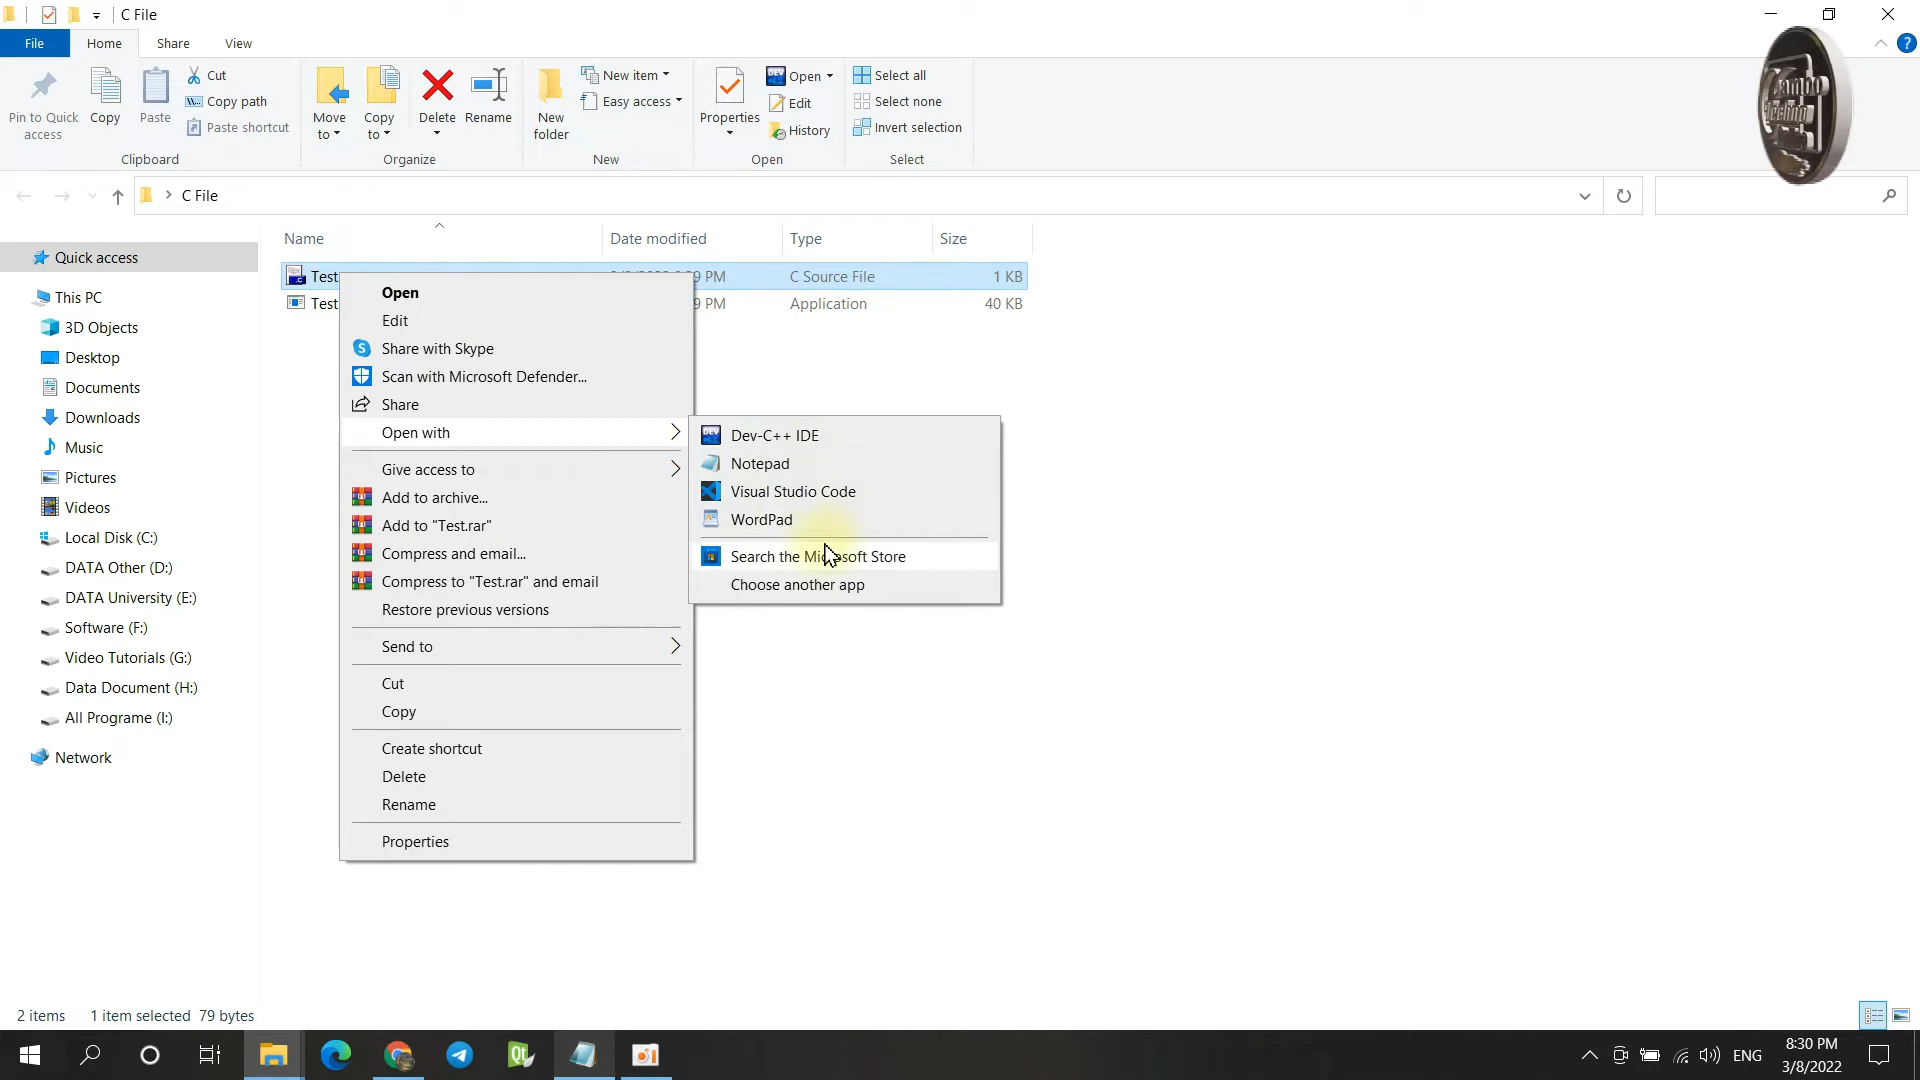 C File
File Home Share View
Pin to Quick access
Copy
Paste
Cut
Copy path
Paste shortcut
Clipboard
Move to
Copy to
Delete
Rename
Organize
New folder
New item
Easy access
New
Properties
Open
Edit
History
Open
Select all
Select none
Invert selection
Select
Cambo
Techno
C File
Name Date modified Type Size
Test 9 PM C Source File 1 KB
Test 9 PM Application 40 KB
Quick access
This PC
3D Objects
Desktop
Documents
Downloads
Music
Pictures
Videos
Local Disk (C:)
DATA Other (D:)
DATA University (E:)
Software (F:)
Video Tutorials (G:)
Data Document (H:)
All Programe (I:)
Network
Open
Edit
Share with Skype
Scan with Microsoft Defender...
Share
Open with
Give access to
Add to archive...
Add to "Test.rar"
Compress and email...
Compress to "Test.rar" and email
Restore previous versions
Send to
Cut
Copy
Create shortcut
Delete
Rename
Properties
Dev-C++ IDE
Notepad
Visual Studio Code
WordPad
Search the Microsoft Store
Choose another app
2 items 1 item selected 79 bytes
ENG
8:30 PM
3/8/2022